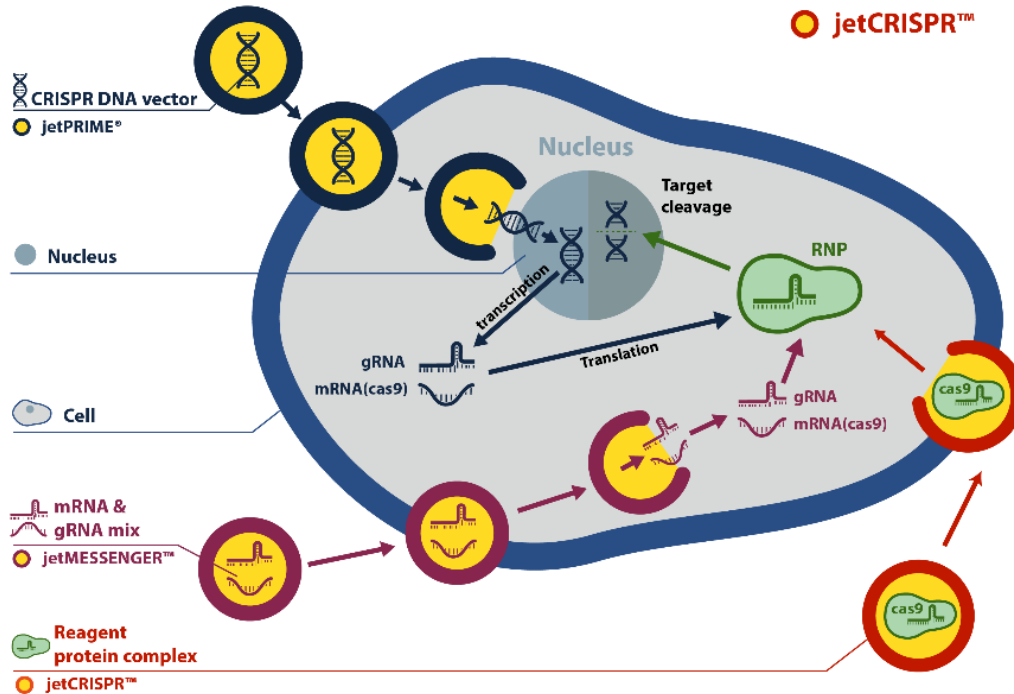 jetCRISPR™
CRISPR DNA vector
jetPRIME®
Nucleus
Target
cleavage
RNP
Nucleus
transcription
gRNA
mRNA(cas9)
Translation
cas9
gRNA
mRNA(cas9)
Cell
mRNA &
gRNA mix
jetMESSENGER™
cas9
Reagent
protein complex
jetCRISPR™